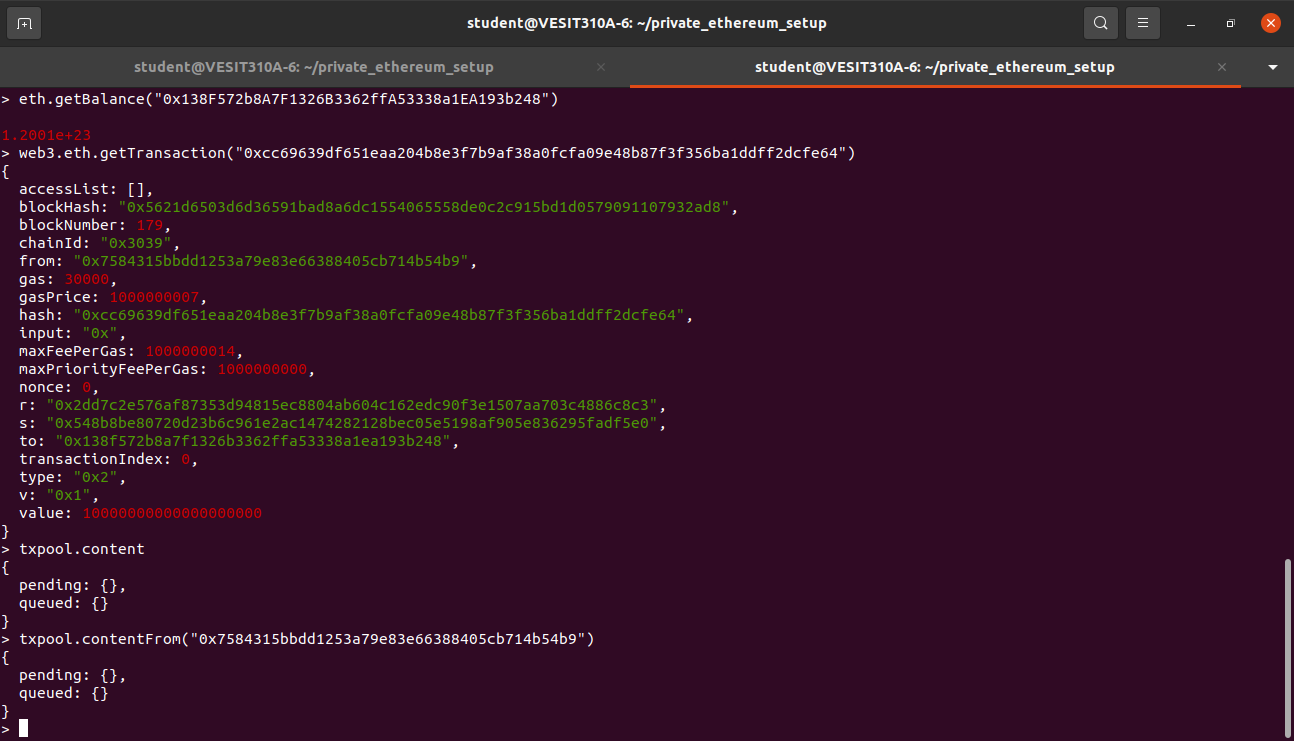 student@VESIT310A-6: ~/private_ethereum_setup
student@VESIT310A-6: ~/private_ethereum_setup
student@VESIT310A-6: ~/private_ethereum_setup
> eth.getBalance("0x138F572b8A7F1326B3362ffA53338a1EA193b248")
1.2001e+23
> web3.eth.getTransaction("0xcc69639df651eaa204b8e3f7b9af38a0fcfa09e48b87f3f356ba1ddff2dcfe64")
{
  accessList: [],
  blockHash: "0x5621d6503d6d36591bad8a6dc1554065558de0c2c915bd1d0579091107932ad8",
  blockNumber: 179,
  chainId: "0x3039",
  from: "0x7584315bbdd1253a79e83e66388405cb714b54b9",
  gas: 30000,
  gasPrice: 1000000007,
  hash: "0xcc69639df651eaa204b8e3f7b9af38a0fcfa09e48b87f3f356ba1ddff2dcfe64",
  input: "0x",
  maxFeePerGas: 1000000014,
  maxPriorityFeePerGas: 1000000000,
  nonce: 0,
  r: "0x2dd7c2e576af87353d94815ec8804ab604c162edc90f3e1507aa703c4886c8c3",
  s: "0x548b8be80720d23b6c961e2ac1474282128bec05e5198af905e836295fadf5e0",
  to: "0x138f572b8a7f1326b3362ffa53338a1ea193b248",
  transactionIndex: 0,
  type: "0x2",
  v: "0x1",
  value: 10000000000000000000
}
> txpool.content
{
  pending: {},
  queued: {}
}
> txpool.contentFrom("0x7584315bbdd1253a79e83e66388405cb714b54b9")
{
  pending: {},
  queued: {}
}
>